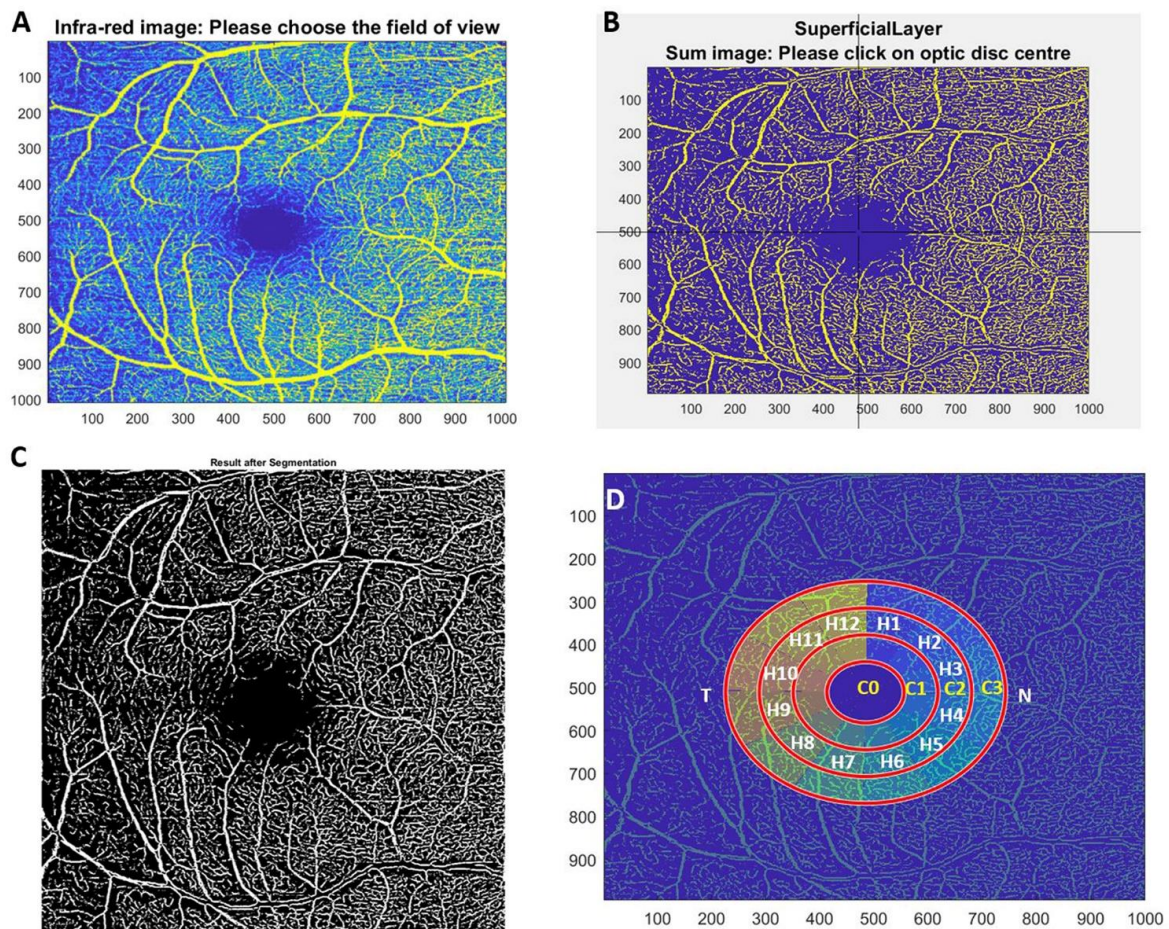 A
Infra-red image: Please choose the field of view
100
200
300
400
500
600
700
800
900
1000
100 200 300 400 500 600 700 800 900 1000
B
SuperficialLayer
Sum image: Please click on optic disc centre
100
200
300
400
500
600
700
800
900
100 200 300 400 500 600 700 800 900 1000
C
Result after Segmentation
D
100
200
300
400
500
600
700
800
900
H12 H1
H11 H2
H10 H3
T C0 C1 C2 C3 N
H9 H4
H8 H5
H7 H6
100 200 300 400 500 600 700 800 900 1000